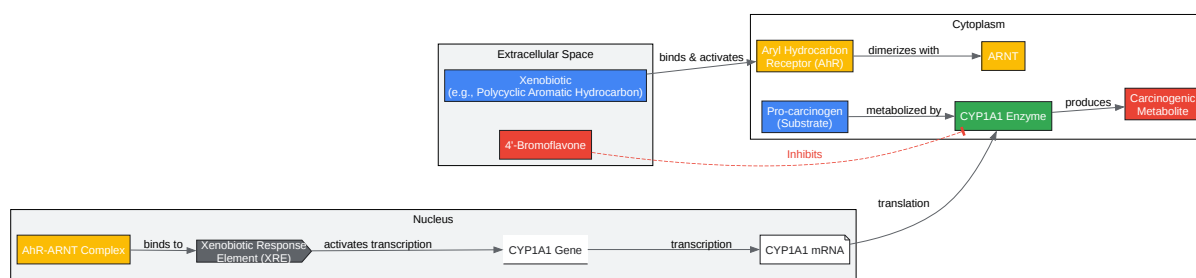 Cytoplasm
Extracellular Space
Aryl Hydrocarbon
Receptor (AhR)
dimerizes with
ARNT
binds & activates
Xenobiotic
(e.g., Polycyclic Aromatic Hydrocarbon)
Pro-carcinogen
(Substrate)
metabolized by
CYP1A1 Enzyme
produces
Carcinogenic
Metabolite
4'-Bromoflavone
Inhibits
translation
Nucleus
AhR-ARNT Complex
binds to
Xenobiotic Response
Element (XRE)
activates transcription
CYP1A1 Gene
transcription
CYP1A1 mRNA